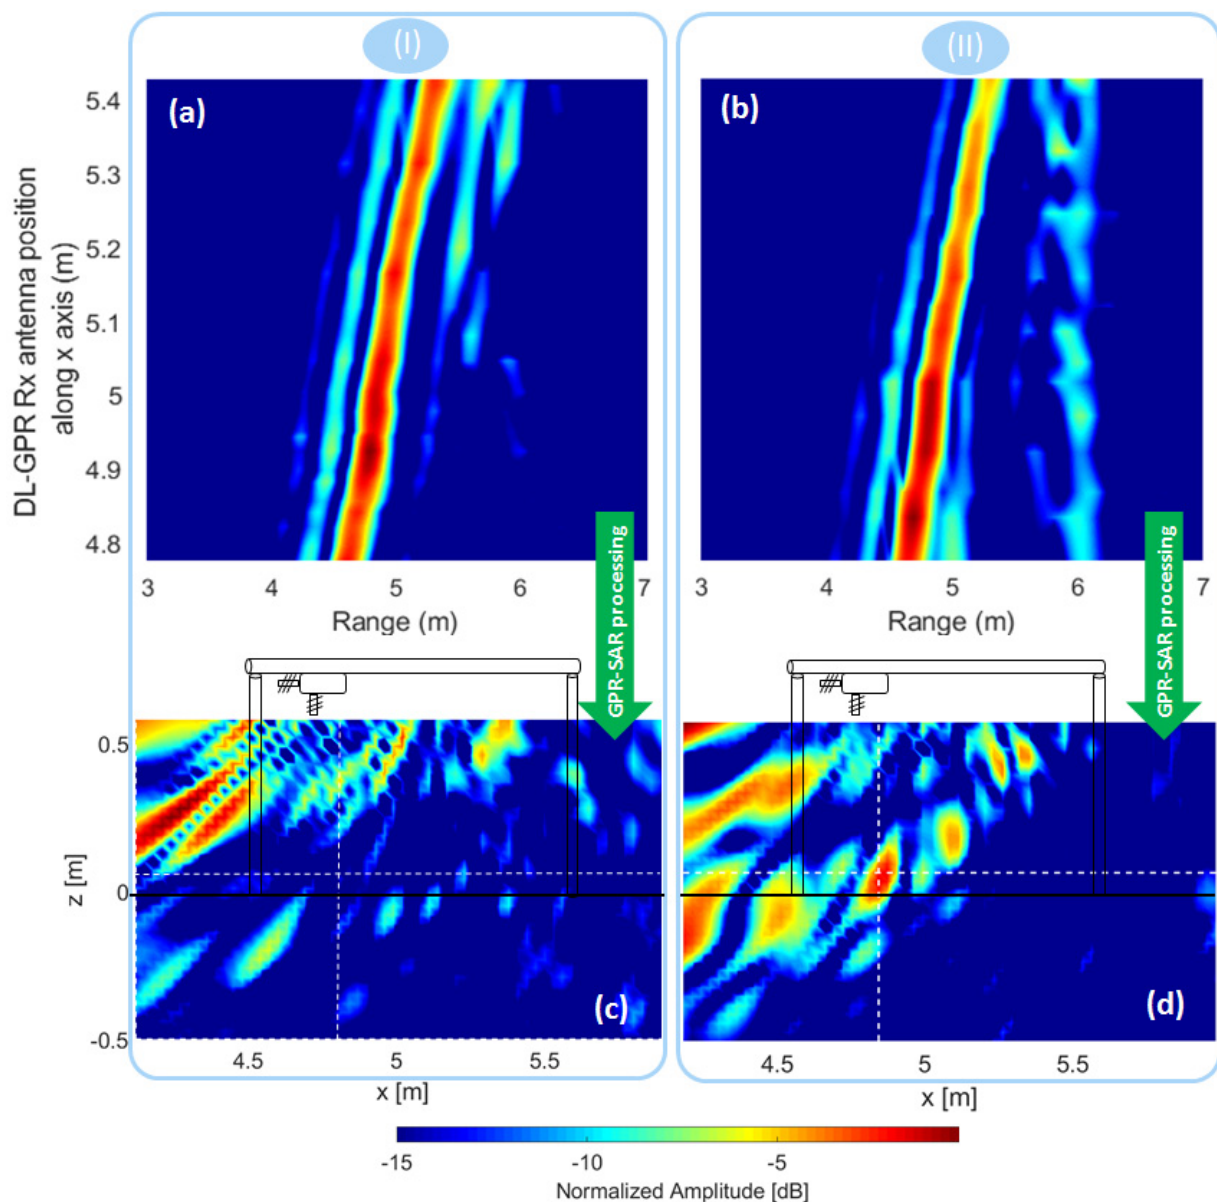 (I)
(II)
(a)
(b)
5.4
5.3
5.2
5.1
5
4.9
4.8
DL-GPR Rx antenna position
along x axis (m)
3
4
5
6
7
Range (m)
3
4
5
6
7
Range (m)
GPR-SAR processing
GPR-SAR processing
0.5
0
-0.5
z [m]
(c)
(d)
4.5
5
5.5
x [m]
4.5
5
5.5
x [m]
-15
-10
-5
Normalized Amplitude [dB]